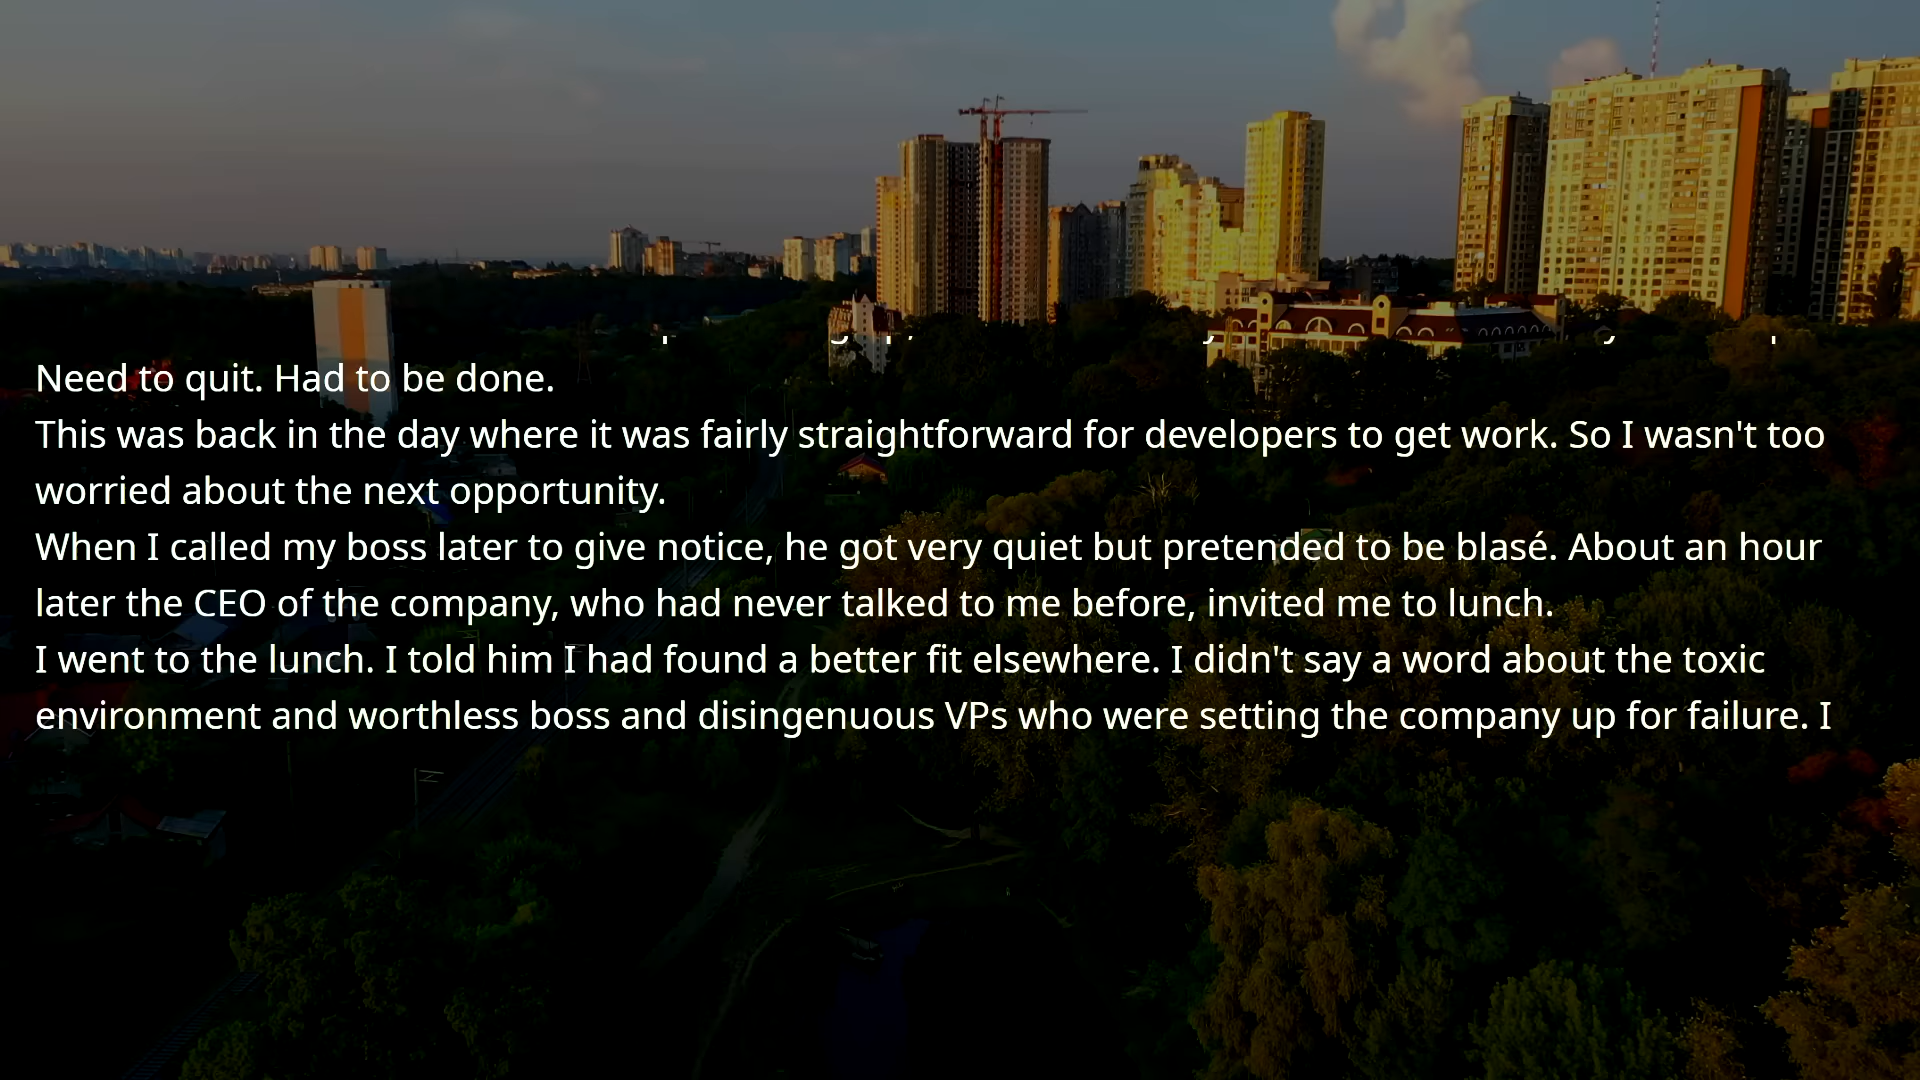 Need to quit. Had to be done.
This was back in the day where it was fairly straightforward for developers to get work. So I wasn't too
worried about the next opportunity.
When I called my boss later to give notice, he got very quiet but pretended to be blasé. About an hour
later the CEO of the company, who had never talked to me before, invited me to lunch.
I went to the lunch. I told him I had found a better fit elsewhere. I didn't say a word about the toxic
environment and worthless boss and disingenuous VPs who were setting the company up for failure. I